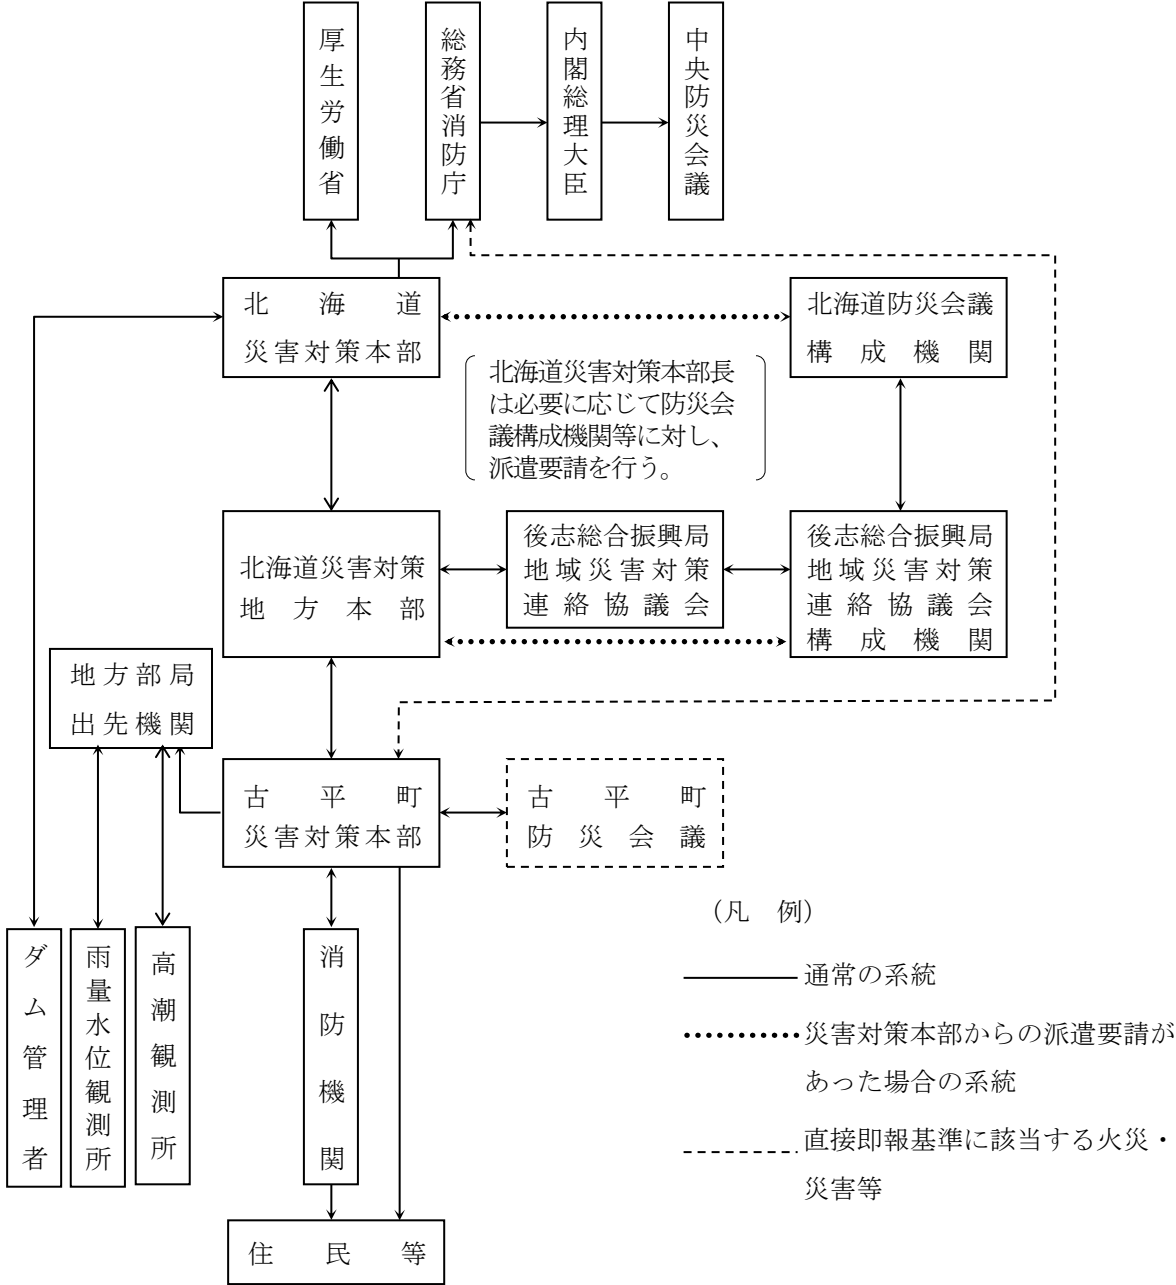 厚生労働省
総務省消防庁
内閣総理大臣
中央防災会議
北海道
災害対策本部
北海道防災会議
構成機関
北海道災害対策本部長
は必要に応じて防災会
議構成機関等に対し、
派遣要請を行う。
北海道災害対策
地方本部
後志総合振興局
地域災害対策
連絡協議会
後志総合振興局
地域災害対策
連絡協議会
構成機関
地方部局
出先機関
古平町
災害対策本部
古平町
防災会議
ダム管理者
雨量水位観測所
高潮観測所
消防機関
住民等
（凡　例）
通常の系統
災害対策本部からの派遣要請が
あった場合の系統
直接即報基準に該当する火災・
災害等